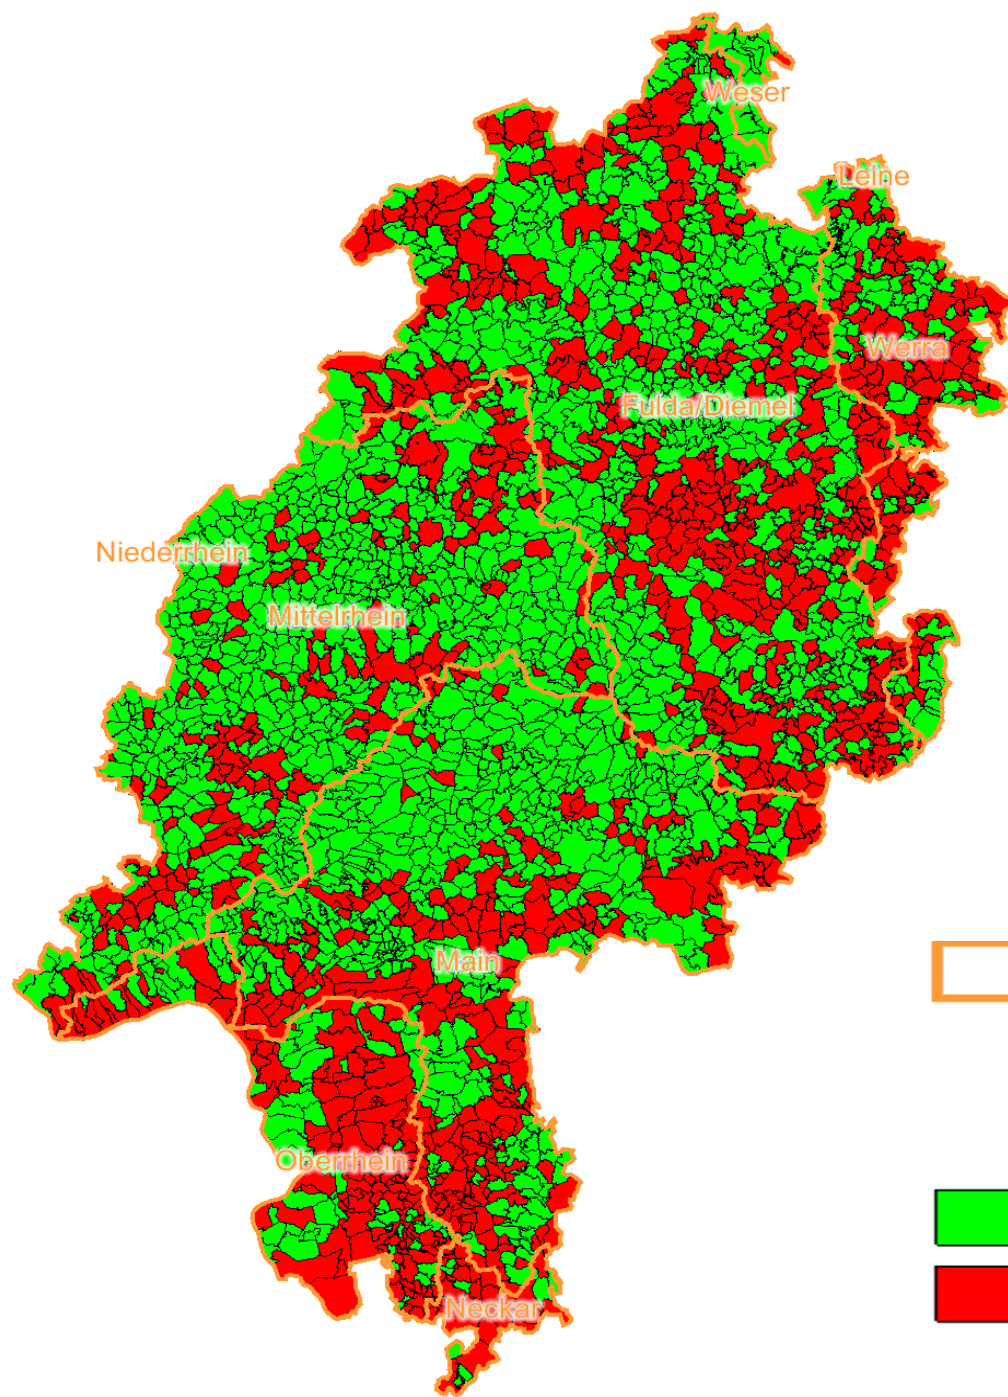 Weser
Leine
Werra
Fulda/Diemel
Niederrhein
Mittelrhein
Main
Oberrhein
Neckar